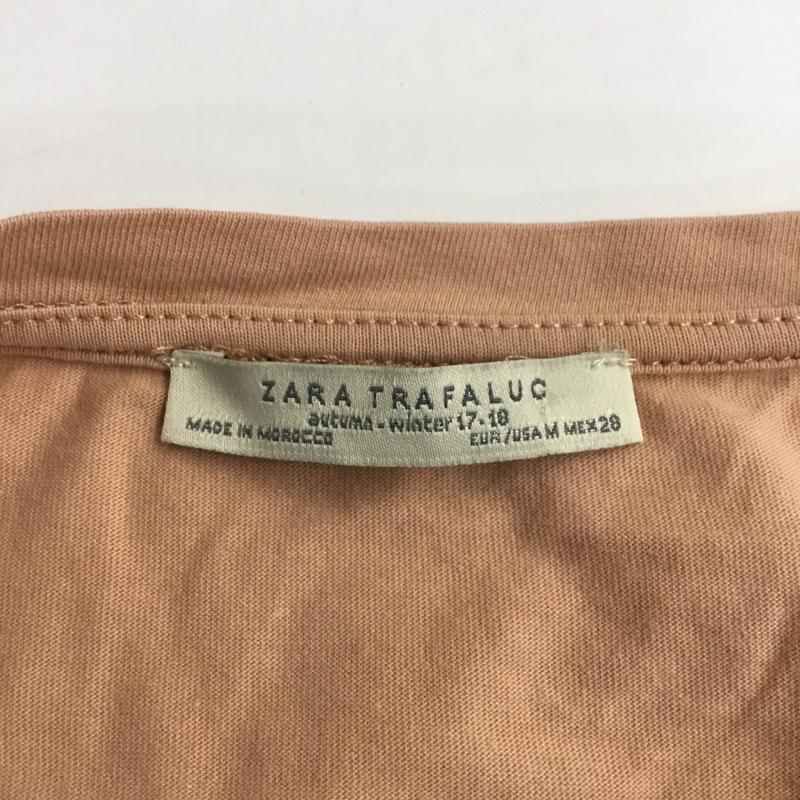 ZARA TRAFALUC
autumn-winter 17-18
MADE IN MOROCCO
EUR/USA M MEX 28